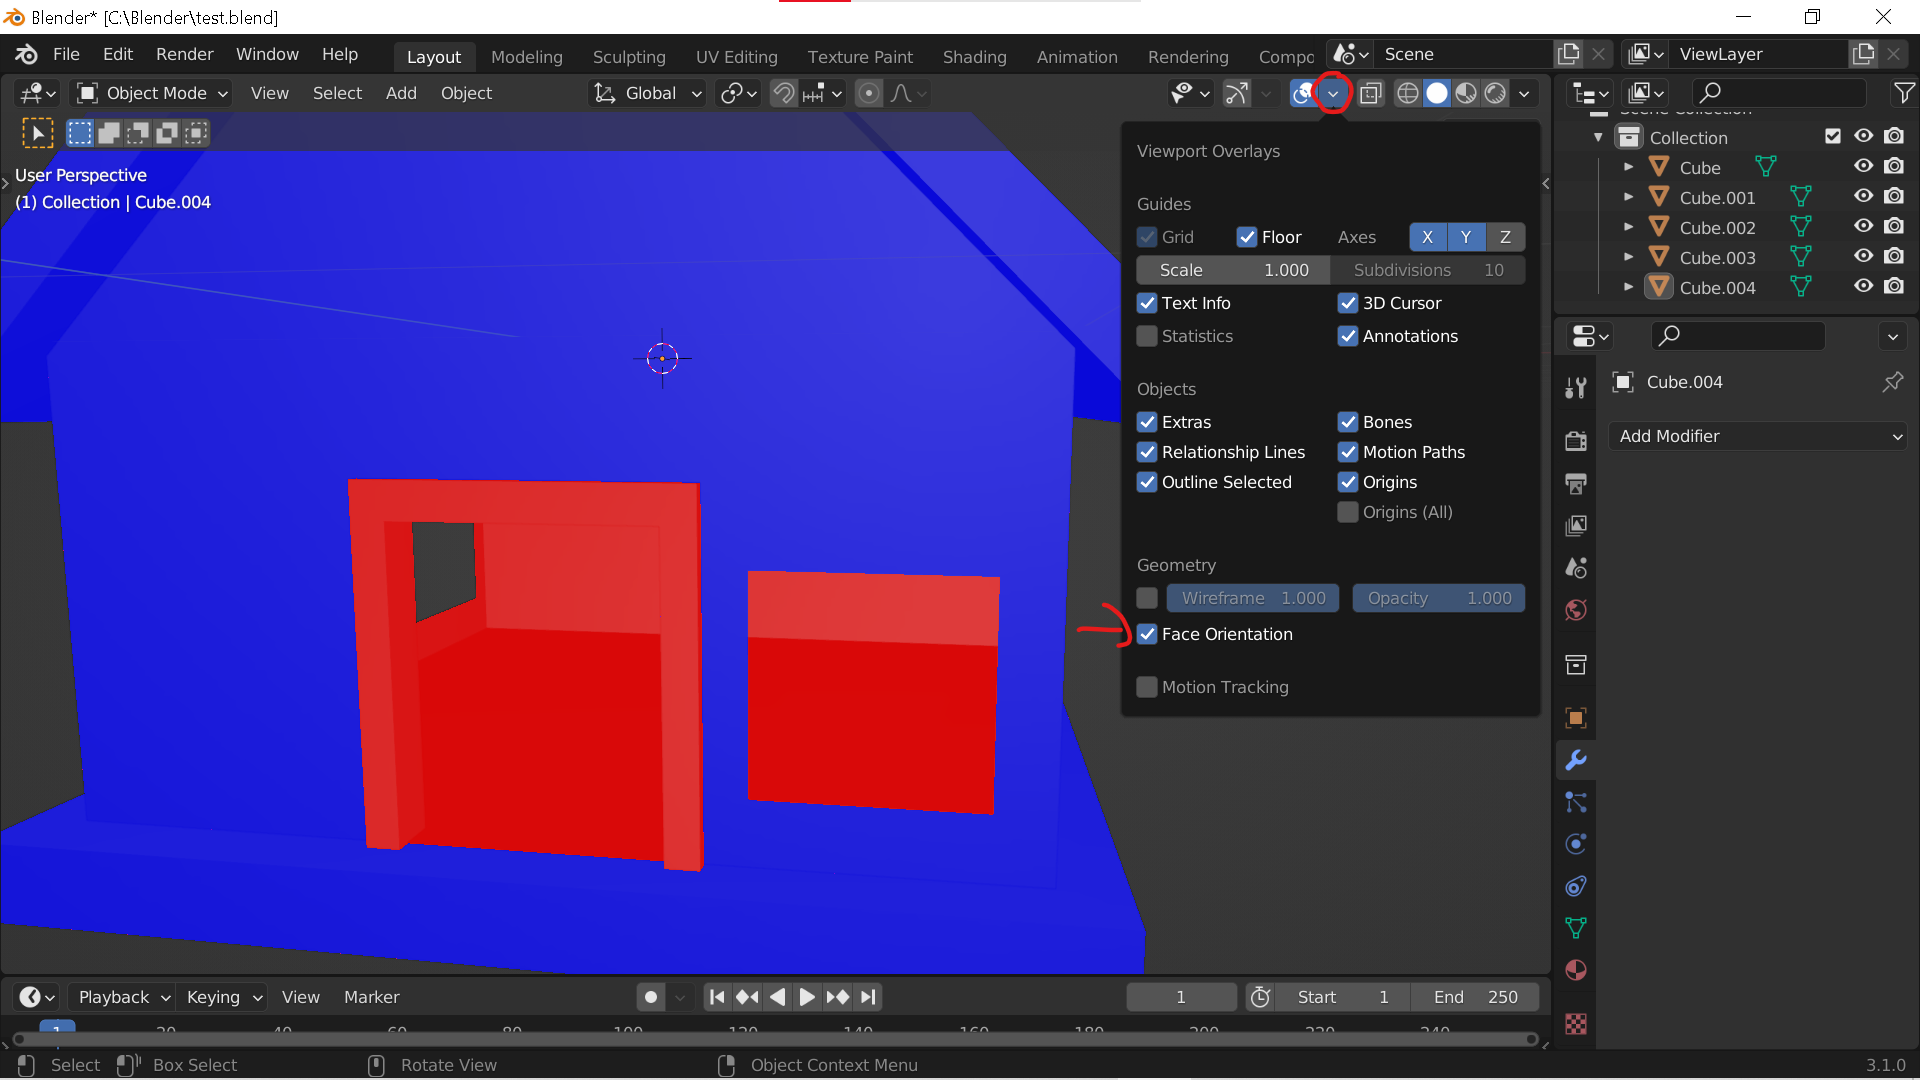 Blender* [C:\Blender\test.blend]
File Edit Render Window Help Layout Modeling Sculpting UV Editing Texture Paint Shading Animation Rendering Compo Scene ViewLayer
Object Mode View Select Add Object Global
User Perspective
(1) Collection | Cube.004
Viewport Overlays
Guides
Grid Floor Axes X Y Z
Scale 1.000 Subdivisions 10
Text Info 3D Cursor
Statistics Annotations
Objects
Extras Bones
Relationship Lines Motion Paths
Outline Selected Origins
Origins (All)
Geometry
Wireframe 1.000 Opacity 1.000
Face Orientation
Motion Tracking
Scene Collection
Collection
Cube
Cube.001
Cube.002
Cube.003
Cube.004
Cube.004
Add Modifier
Playback Keying View Marker 1 Start 1 End 250
1 20 40 60 80 100 120 140 160 180 200 220 240
Select Box Select Rotate View Object Context Menu 3.1.0